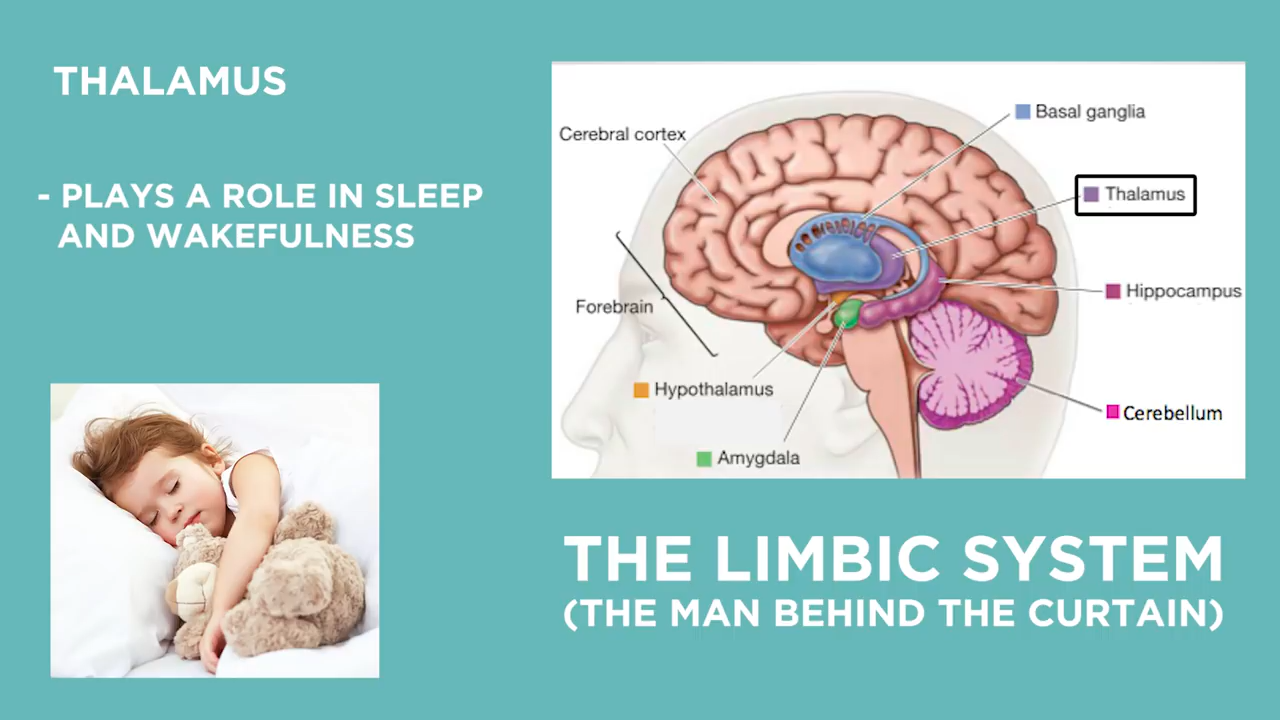 THALAMUS
- PLAYS A ROLE IN SLEEP
AND WAKEFULNESS
Cerebral cortex
Basal ganglia
Thalamus
Hippocampus
Forebrain
Hypothalamus
Cerebellum
Amygdala
THE LIMBIC SYSTEM
(THE MAN BEHIND THE CURTAIN)